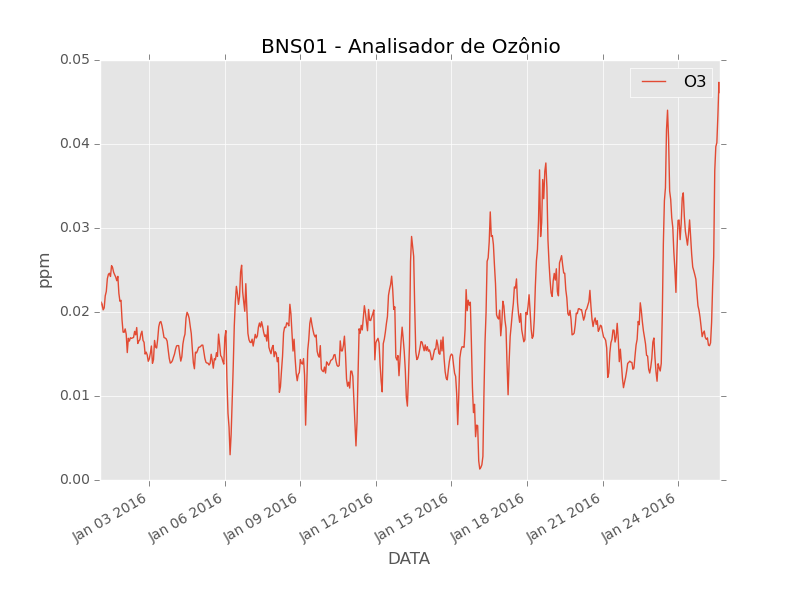 BNS01 - Analisador de Ozônio
O3
0.05
0.04
0.03
0.02
0.01
0.00
ppm
Jan 03 2016
Jan 06 2016
Jan 09 2016
Jan 12 2016
Jan 15 2016
Jan 18 2016
Jan 21 2016
Jan 24 2016
DATA